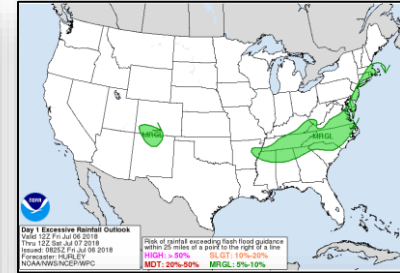 MRGL
MRGL
NOAA
Day 1 Excessive Rainfall Outlook
Valid 12Z Fri Jul 06 2018
Thru 12Z Sat Jul 07 2018
Issued: 0825Z Fri Jul 06 2018
Forecaster: HURLEY
NOAA/NWS/NCEP/WPC
Risk of rainfall exceeding flash flood guidance
within 25 miles of a point to the right of a line
HIGH: > 50% SLGT: 10%-20%
MDT: 20%-50% MRGL: 5%-10%